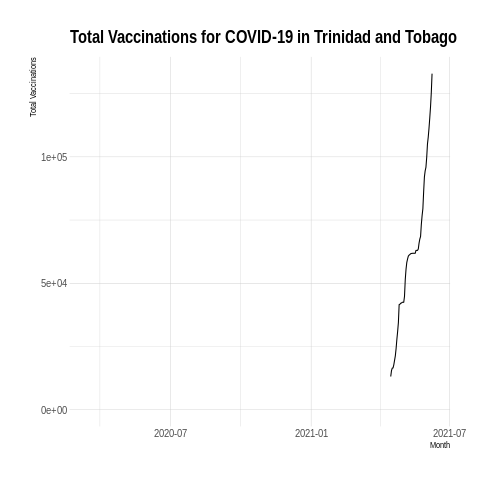 Total Vaccinations for COVID-19 in Trinidad and Tobago
Total Vaccinations
1e+05
5e+04
0e+00
2020-07 2021-01 2021-07
Month